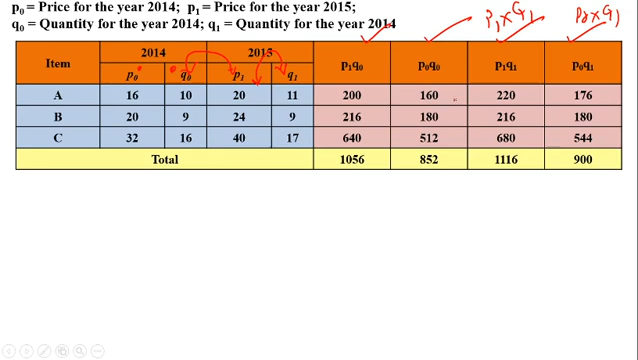 p₀ = Price for the year 2014; p₁ = Price for the year 2015;
q₀ = Quantity for the year 2014; q₁ = Quantity for the year 2014
P₁×Q₁ P₀×Q₁
Item 2014 2015 p₁q₀ p₀q₀ p₁q₁ p₀q₁
p₀ q₀ p₁ q₁
A 16 10 20 11 200 160 220 176
B 20 9 24 9 216 180 216 180
C 32 16 40 17 640 512 680 544
Total 1056 852 1116 900